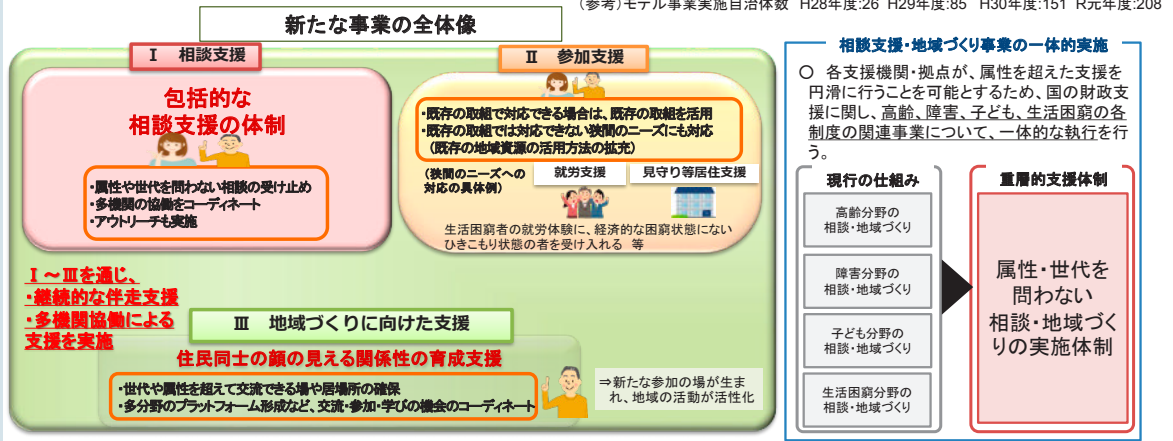 (参考)モデル事業実施自治体数 H28年度:26 H29年度:85 H30年度:151 R元年度:208
新たな事業の全体像
Ⅰ 相談支援
包括的な
相談支援の体制
・属性や世代を問わない相談の受け止め
・多機関の協働をコーディネート
・アウトリーチも実施
Ⅱ 参加支援
・既存の取組で対応できる場合は、既存の取組を活用
・既存の取組では対応できない狭間のニーズにも対応
(既存の地域資源の活用方法の拡充)
(狭間のニーズへの
対応の具体例)
就労支援
見守り等居住支援
生活困窮者の就労体験に、経済的な困窮状態にない
ひきこもり状態の者を受け入れる 等
Ⅰ～Ⅲを通じ、
・継続的な伴走支援
・多機関協働による
支援を実施
Ⅲ 地域づくりに向けた支援
住民同士の顔の見える関係性の育成支援
・世代や属性を超えて交流できる場や居場所の確保
・多分野のプラットフォーム形成など、交流・参加・学びの機会のコーディネート
⇒新たな参加の場が生ま
れ、地域の活動が活性化
相談支援・地域づくり事業の一体的実施
○ 各支援機関・拠点が、属性を超えた支援を
円滑に行うことを可能とするため、国の財政支
援に関し、高齢、障害、子ども、生活困窮の各
制度の関連事業について、一体的な執行を行
う。
現行の仕組み
高齢分野の
相談・地域づくり
障害分野の
相談・地域づくり
子ども分野の
相談・地域づくり
生活困窮分野の
相談・地域づくり
重層的支援体制
属性・世代を
問わない
相談・地域づく
りの実施体制